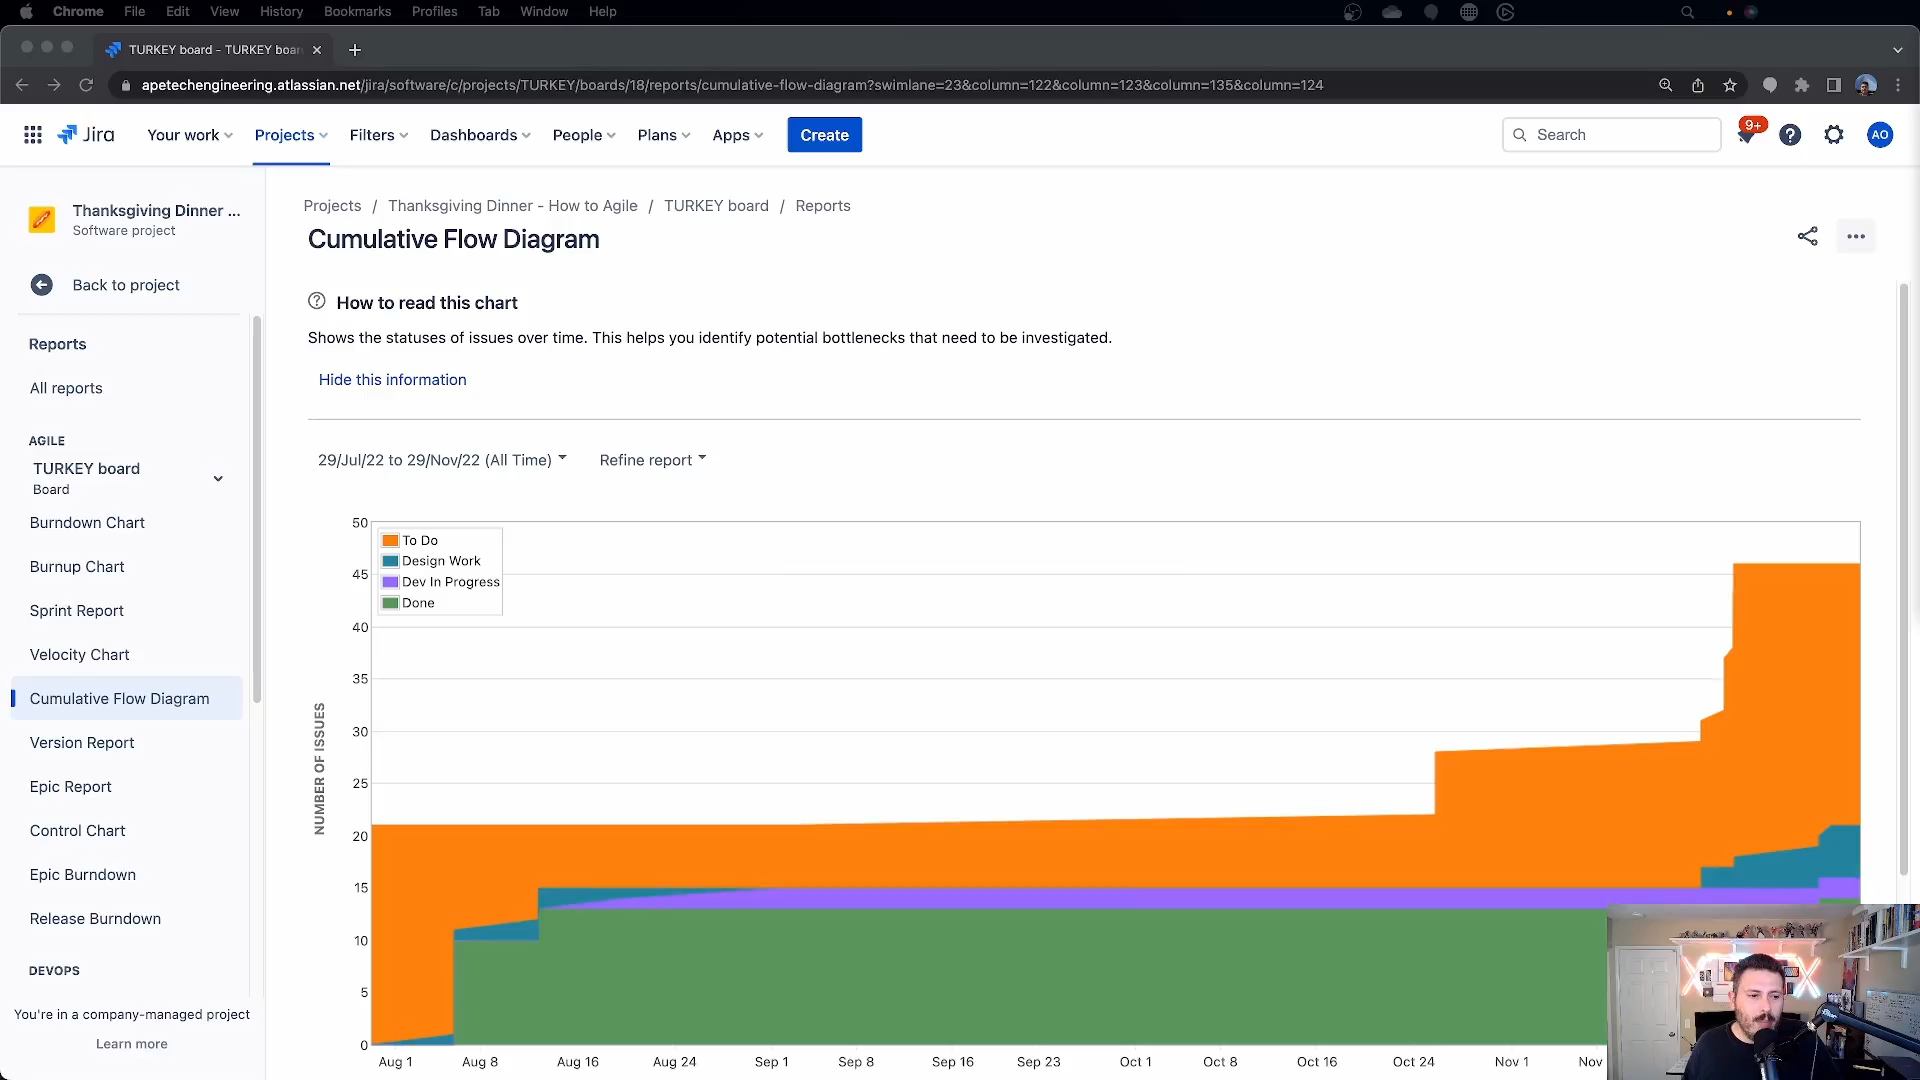 Chrome File Edit View History Bookmarks Profiles Tab Window Help
TURKEY board - TURKEY boar
apetechengineering.atlassian.net/jira/software/c/projects/TURKEY/boards/18/reports/cumulative-flow-diagram?swimlane=23&column=122&column=123&column=135&column=124
Jira Your work Projects Filters Dashboards People Plans Apps Create Search 9+ AO
Thanksgiving Dinner ...
Software project
Back to project
Reports
All reports
AGILE
TURKEY board
Board
Burndown Chart
Burnup Chart
Sprint Report
Velocity Chart
Cumulative Flow Diagram
Version Report
Epic Report
Control Chart
Epic Burndown
Release Burndown
DEVOPS
You're in a company-managed project
Learn more
Projects / Thanksgiving Dinner - How to Agile / TURKEY board / Reports
Cumulative Flow Diagram
How to read this chart
Shows the statuses of issues over time. This helps you identify potential bottlenecks that need to be investigated.
Hide this information
29/Jul/22 to 29/Nov/22 (All Time) Refine report
To Do
Design Work
Dev In Progress
Done
NUMBER OF ISSUES
50
45
40
35
30
25
20
15
10
5
0
Aug 1 Aug 8 Aug 16 Aug 24 Sep 1 Sep 8 Sep 16 Sep 23 Oct 1 Oct 8 Oct 16 Oct 24 Nov 1 Nov